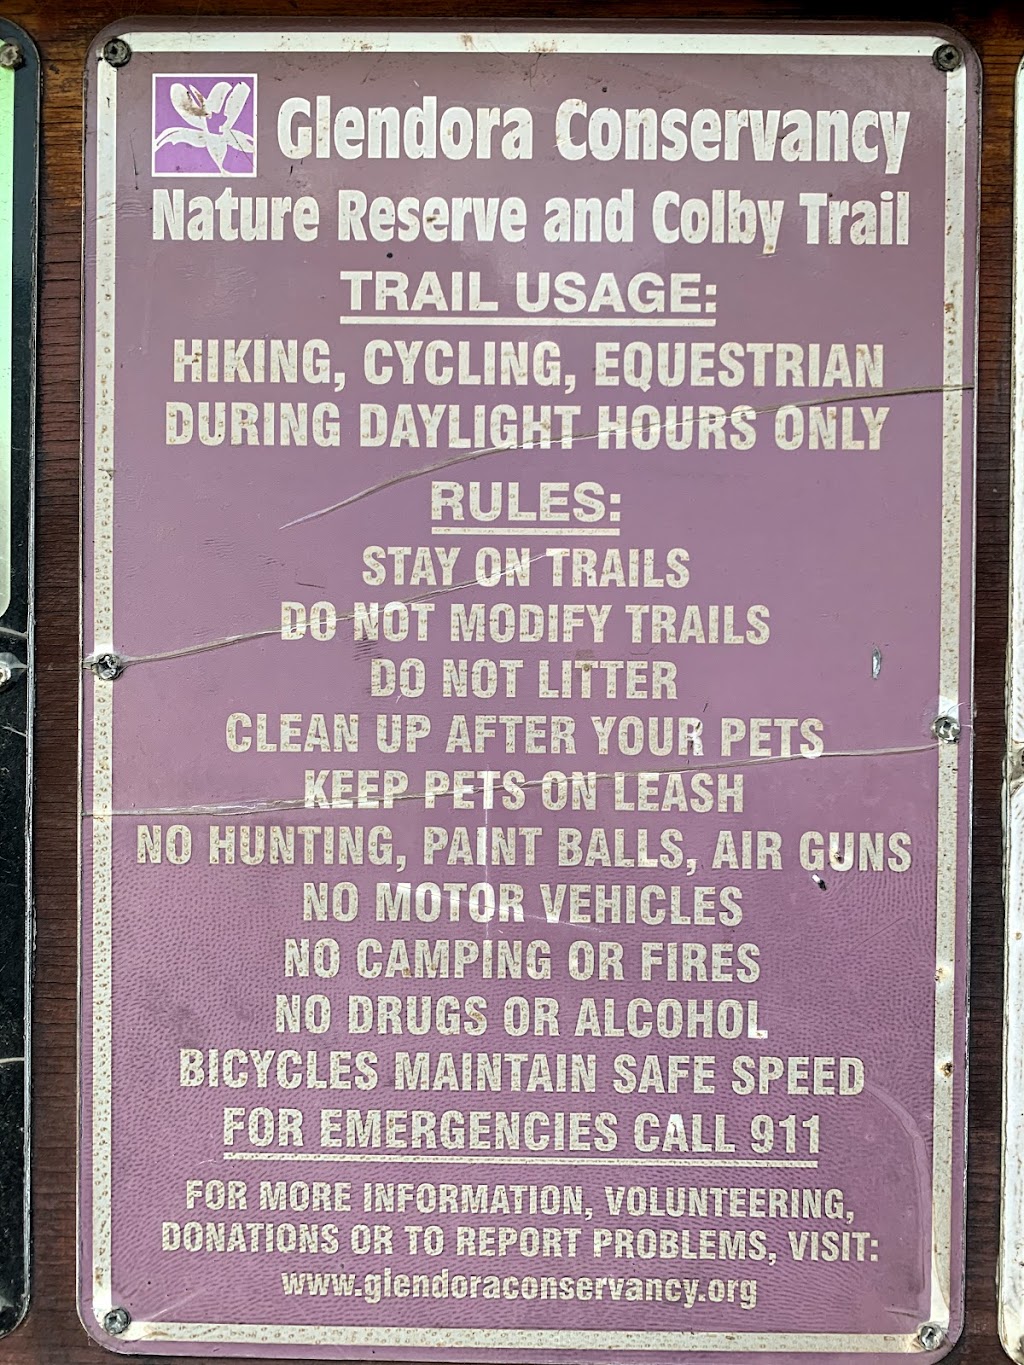 Glendora Conservancy
Nature Reserve and Colby Trail
TRAIL USAGE:
HIKING, CYCLING, EQUESTRIAN
DURING DAYLIGHT HOURS ONLY
RULES:
STAY ON TRAILS
DO NOT MODIFY TRAILS
DO NOT LITTER
CLEAN UP AFTER YOUR PETS
KEEP PETS ON LEASH
NO HUNTING, PAINT BALLS, AIR GUNS
NO MOTOR VEHICLES
NO CAMPING OR FIRES
NO DRUGS OR ALCOHOL
BICYCLES MAINTAIN SAFE SPEED
FOR EMERGENCIES CALL 911
FOR MORE INFORMATION, VOLUNTEERING,
DONATIONS OR TO REPORT PROBLEMS, VISIT:
www.glendoraconservancy.org